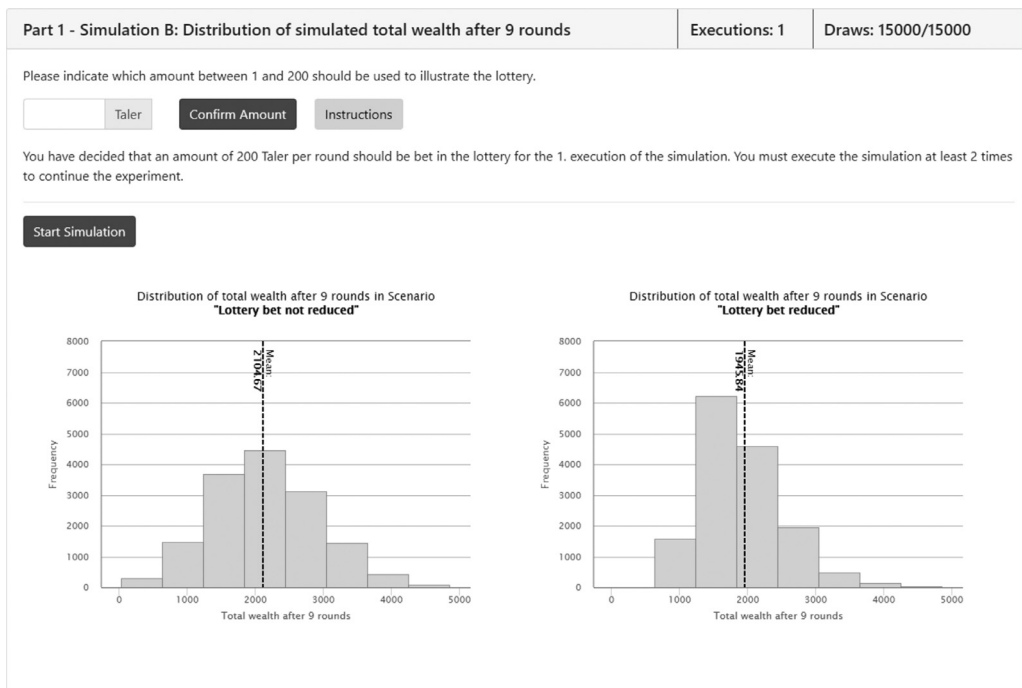 Part 1 - Simulation B: Distribution of simulated total wealth after 9 rounds
Executions: 1
Draws: 15000/15000
Please indicate which amount between 1 and 200 should be used to illustrate the lottery.
Taler
Confirm Amount
Instructions
You have decided that an amount of 200 Taler per round should be bet in the lottery for the 1. execution of the simulation. You must execute the simulation at least 2 times
to continue the experiment.
Start Simulation
Distribution of total wealth after 9 rounds in Scenario
"Lottery bet not reduced"
8000
7000
6000
5000
4000
3000
2000
1000
0
Frequency
Mean:
2104.67
0
1000
2000
3000
4000
5000
Total wealth after 9 rounds
Distribution of total wealth after 9 rounds in Scenario
"Lottery bet reduced"
8000
7000
6000
5000
4000
3000
2000
1000
0
Frequency
Mean:
1945.84
0
1000
2000
3000
4000
5000
Total wealth after 9 rounds